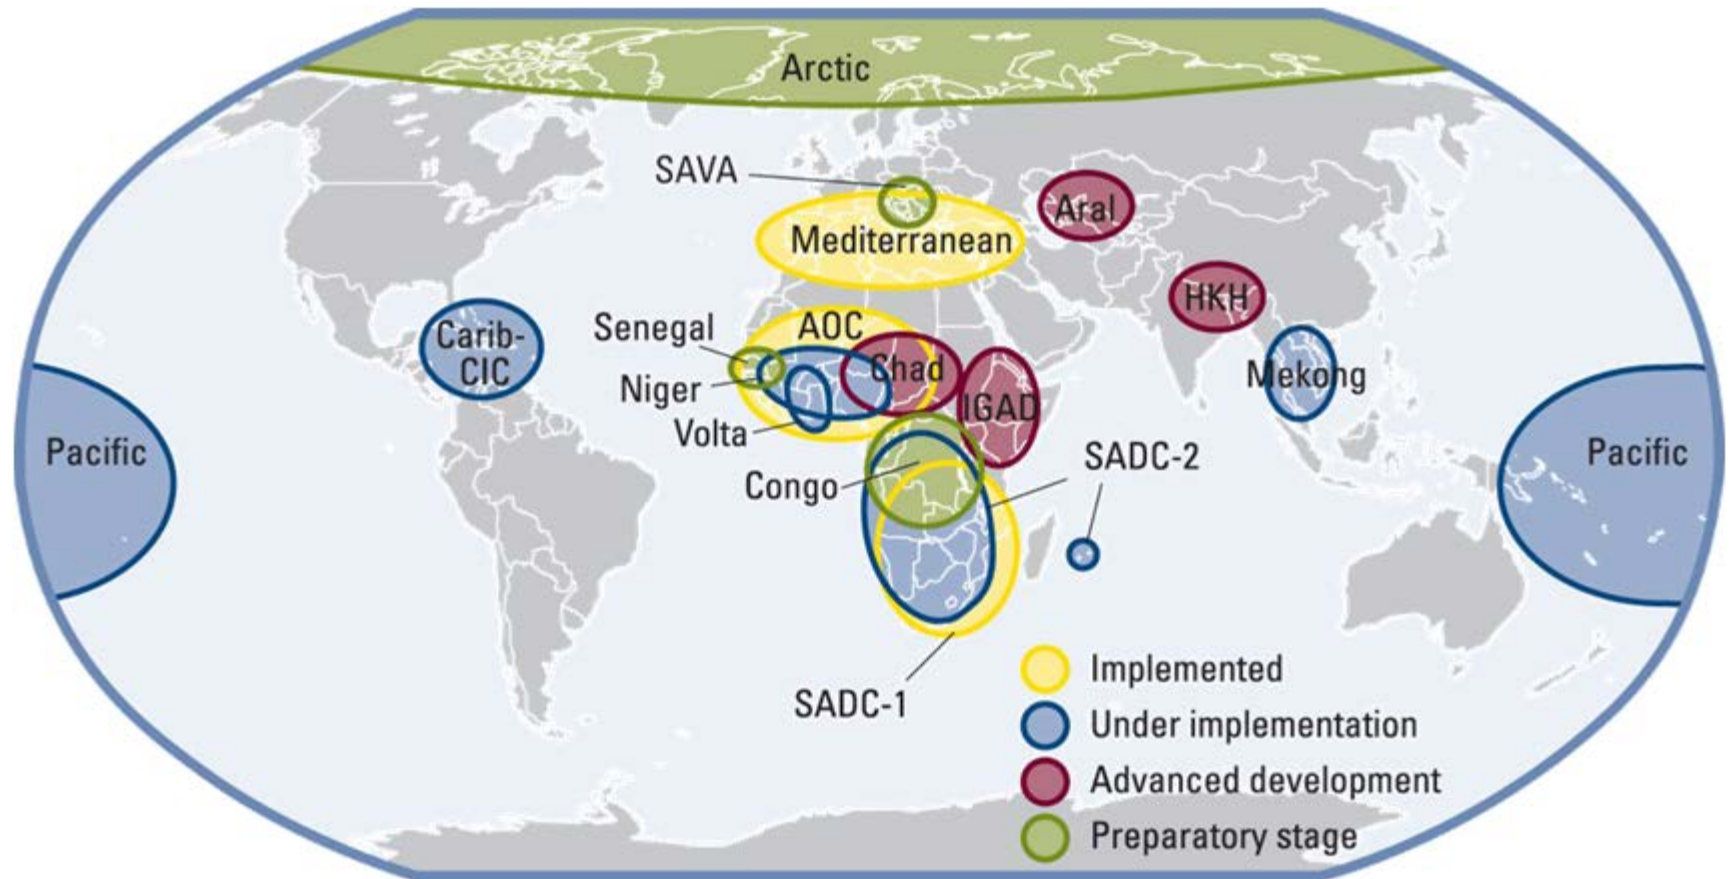 Arctic
SAVA
Aral
Mediterranean
HKH
Senegal
AOC
Carib-
CIC
Chad
Mekong
Niger
IGAD
Volta
Pacific
SADC-2
Pacific
Congo
SADC-1
Implemented
Under implementation
Advanced development
Preparatory stage